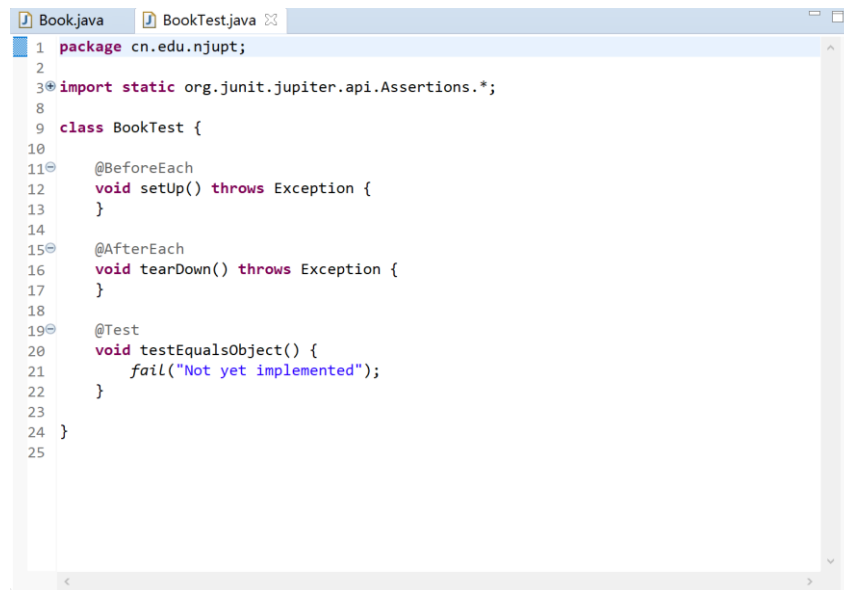 Book.java BookTest.java
1 package cn.edu.njupt;
2
3 import static org.junit.jupiter.api.Assertions.*;
8
9 class BookTest {
10
11 @BeforeEach
12 void setUp() throws Exception {
13 }
14
15 @AfterEach
16 void tearDown() throws Exception {
17 }
18
19 @Test
20 void testEqualsObject() {
21 fail("Not yet implemented");
22 }
23
24 }
25